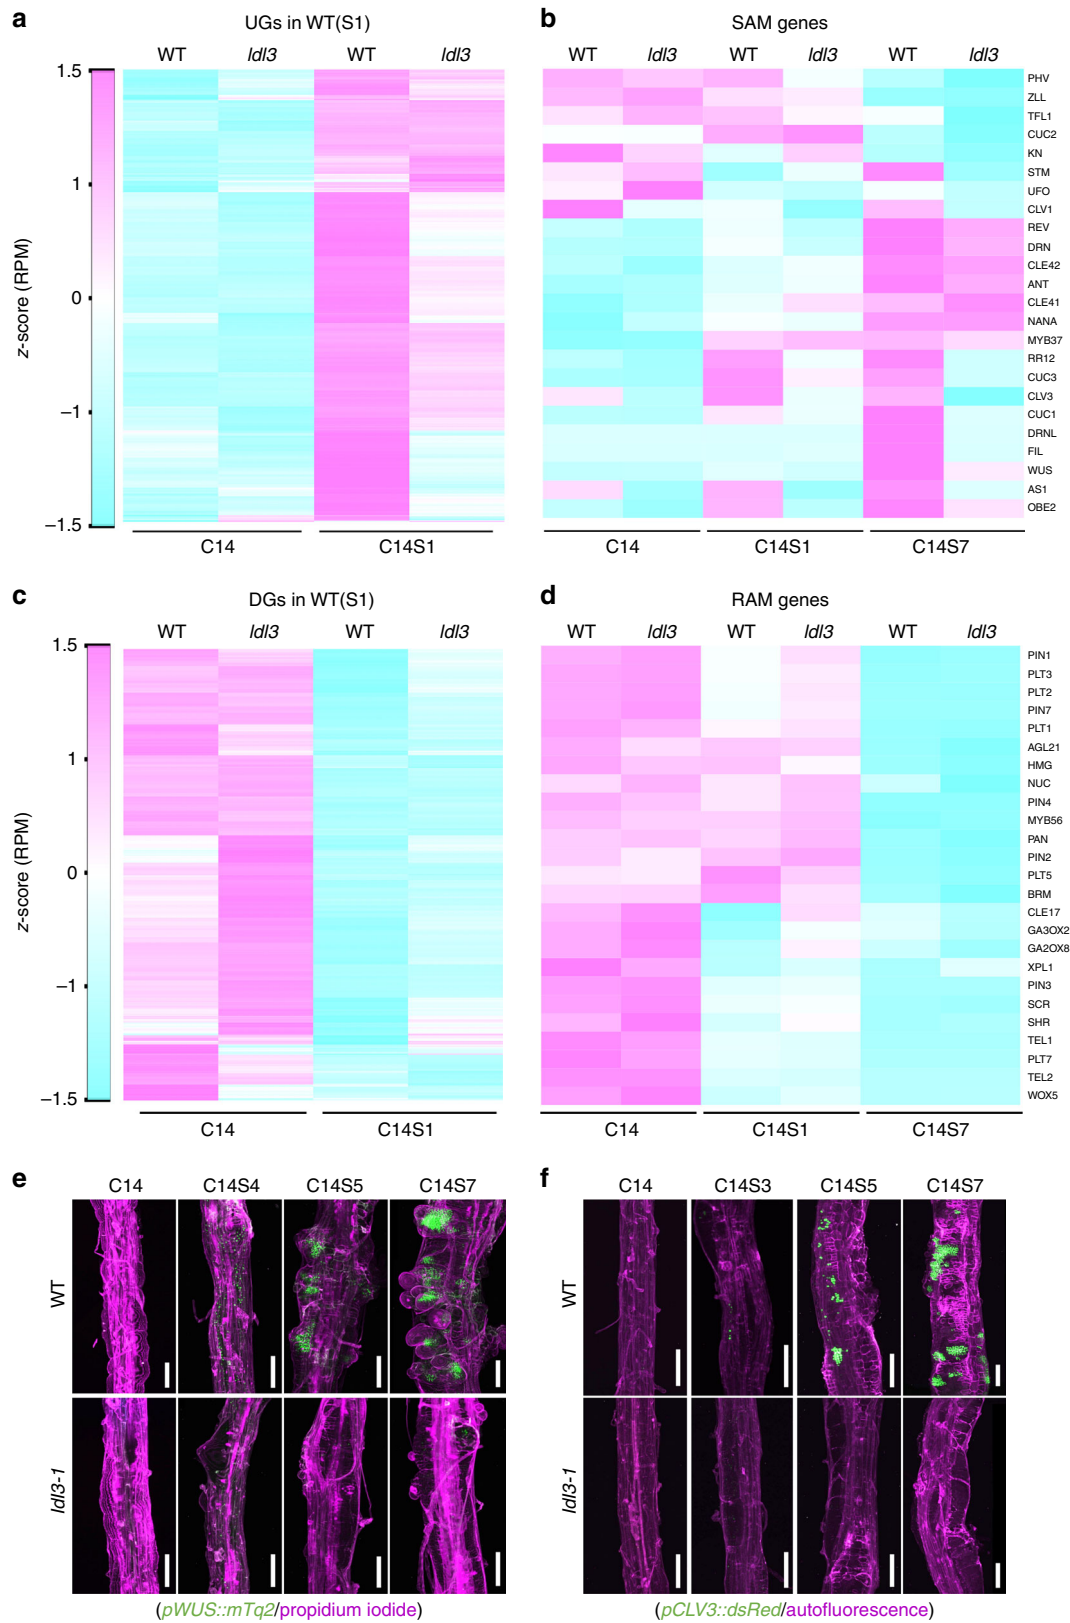 a
UGs in WT(S1)
WT ldl3 WT ldl3
1.5
1
0
−1
−1.5
z-score (RPM)
C14 C14S1
b
SAM genes
WT ldl3 WT ldl3 WT ldl3
PHV
ZLL
TFL1
CUC2
KN
STM
UFO
CLV1
REV
DRN
CLE42
ANT
CLE41
NANA
MYB37
RR12
CUC3
CLV3
CUC1
DRNL
FIL
WUS
AS1
OBE2
C14 C14S1 C14S7
c
DGs in WT(S1)
WT ldl3 WT ldl3
1.5
1
0
−1
−1.5
z-score (RPM)
C14 C14S1
d
RAM genes
WT ldl3 WT ldl3 WT ldl3
PIN1
PLT3
PLT2
PIN7
PLT1
AGL21
HMG
NUC
PIN4
MYB56
PAN
PIN2
PLT5
BRM
CLE17
GA3OX2
GA2OX8
XPL1
PIN3
SCR
SHR
TEL1
PLT7
TEL2
WOX5
C14 C14S1 C14S7
e
C14 C14S4 C14S5 C14S7
WT
ldl3-1
(pWUS::mTq2/propidium iodide)
f
C14 C14S3 C14S5 C14S7
WT
ldl3-1
(pCLV3::dsRed/autofluorescence)